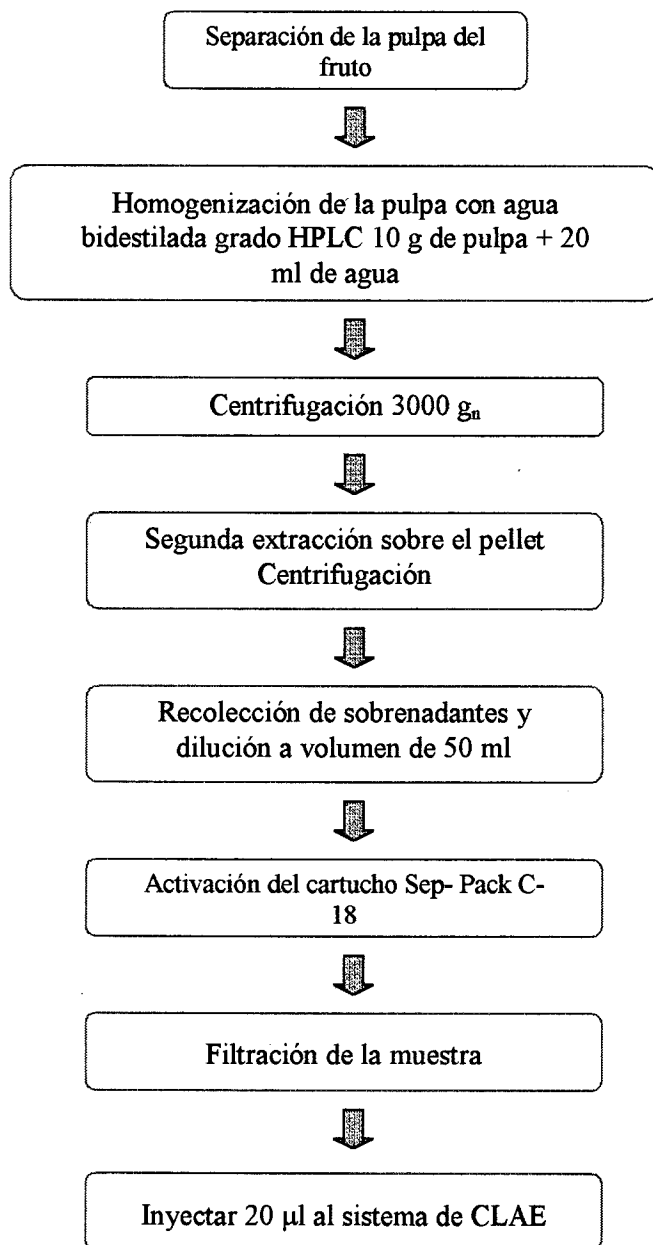 Separación de la pulpa del
fruto
Homogenización de la pulpa con agua
bidestilada grado HPLC 10 g de pulpa + 20
ml de agua
Centrifugación 3000 gn
Segunda extracción sobre el pellet
Centrifugación
Recolección de sobrenadantes y
dilución a volumen de 50 ml
Activación del cartucho Sep- Pack C-
18
Filtración de la muestra
Inyectar 20 µl al sistema de CLAE